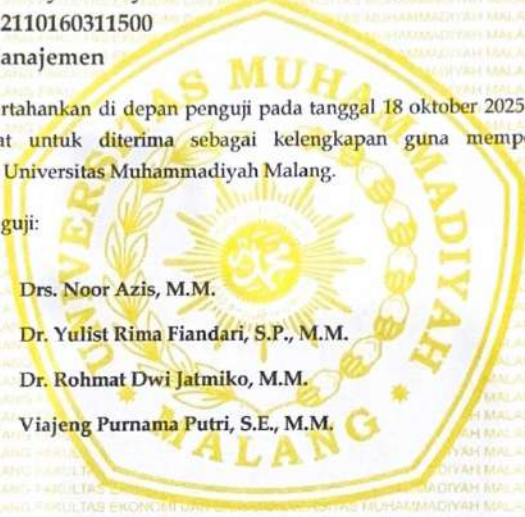 2110160311500
anajemen
rtahankan di depan penguji pada tanggal 18 oktober 2025
at untuk diterima sebagai kelengkapan guna mempe
Universitas Muhammadiyah Malang.
guji:
Drs. Noor Azis, M.M.
Dr. Yulist Rima Fiandari, S.P., M.M.
Dr. Rohmat Dwi Jatmiko, M.M.
Viajeng Purnama Putri, S.E., M.M.
UNIVERSITAS MUHAMMADIYAH
MALANG